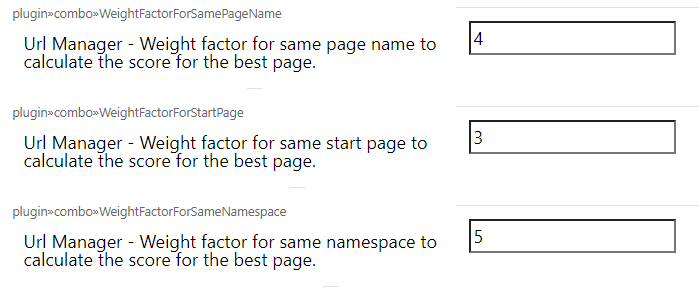 plugin»combo»WeightFactorForSamePageName
Url Manager - Weight factor for same page name to
calculate the score for the best page.
4
plugin»combo»WeightFactorForStartPage
Url Manager - Weight factor for same start page to
calculate the score for the best page.
3
plugin»combo»WeightFactorForSameNamespace
Url Manager - Weight factor for same namespace to
calculate the score for the best page.
5